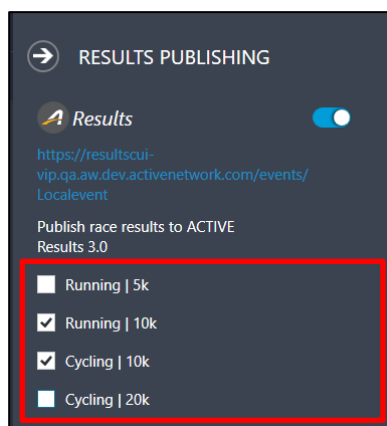 RESULTS PUBLISHING
Results
https://resultscui-
vip.qa.aw.dev.activenetwork.com/events/
Localevent
Publish race results to ACTIVE
Results 3.0
Running | 5k
Running | 10k
Cycling | 10k
Cycling | 20k